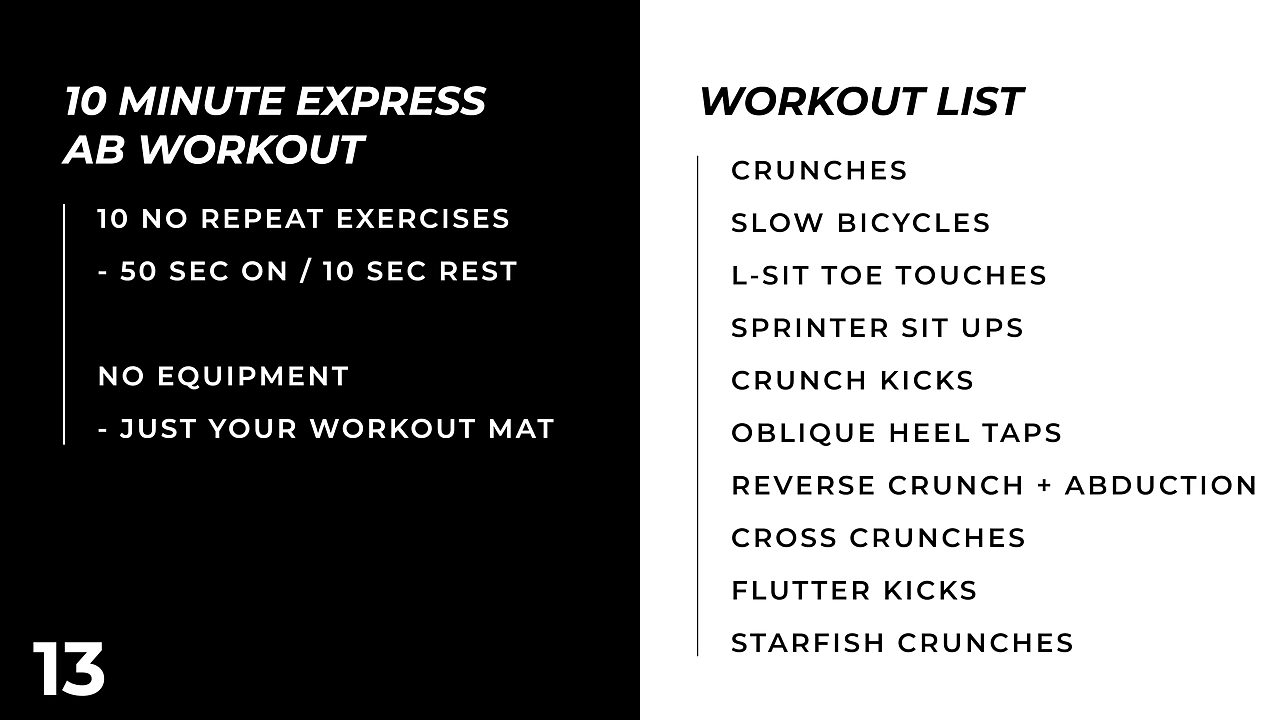 10 MINUTE EXPRESS
AB WORKOUT
10 NO REPEAT EXERCISES
- 50 SEC ON / 10 SEC REST
NO EQUIPMENT
- JUST YOUR WORKOUT MAT
13
WORKOUT LIST
CRUNCHES
SLOW BICYCLES
L-SIT TOE TOUCHES
SPRINTER SIT UPS
CRUNCH KICKS
OBLIQUE HEEL TAPS
REVERSE CRUNCH + ABDUCTION
CROSS CRUNCHES
FLUTTER KICKS
STARFISH CRUNCHES